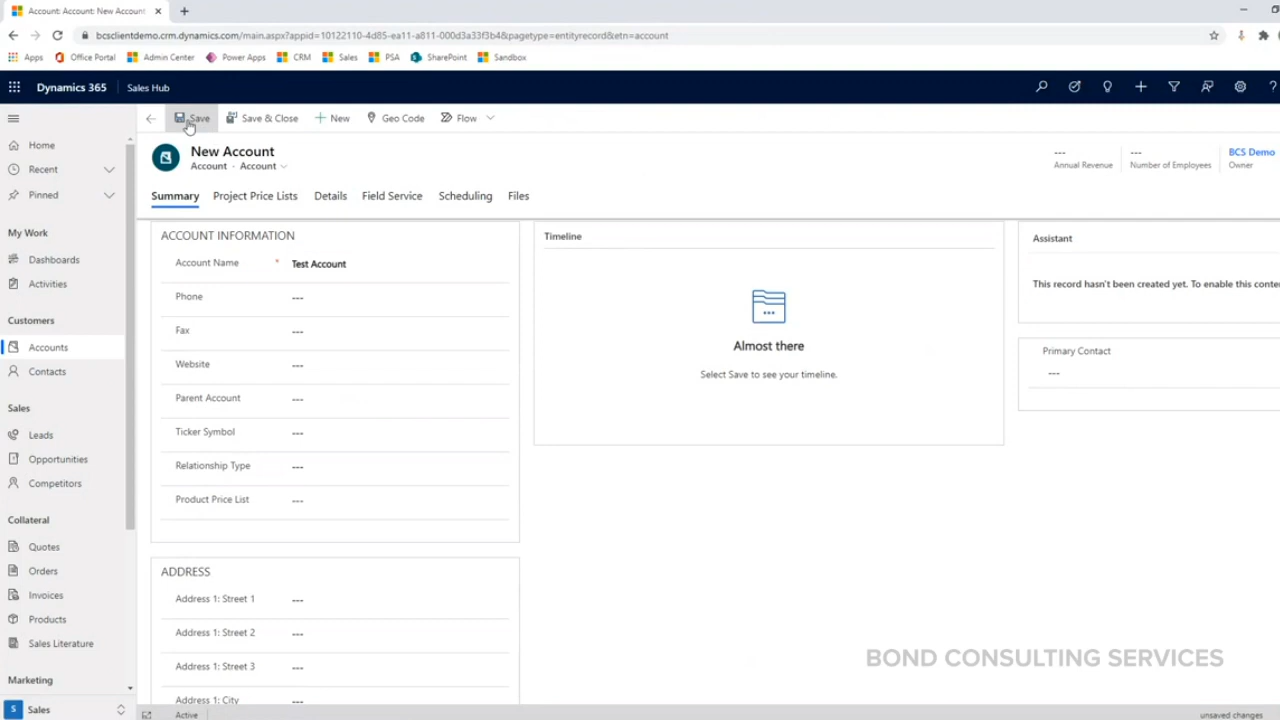 Account: Account: New Account
bcsclientdemo.crm.dynamics.com/main.aspx?appid=10122110-4d85-ea11-a811-000d3a33f3b4&pagetype=entityrecord&etn=account
Apps Office Portal Admin Center Power Apps CRM Sales PSA SharePoint Sandbox
Dynamics 365 Sales Hub
Save Save & Close New Geo Code Flow
New Account
Account · Account
---
Annual Revenue
---
Number of Employees
BCS Demo
Owner
Summary Project Price Lists Details Field Service Scheduling Files
Home
Recent
Pinned
My Work
Dashboards
Activities
Customers
Accounts
Contacts
Sales
Leads
Opportunities
Competitors
Collateral
Quotes
Orders
Invoices
Products
Sales Literature
Marketing
S Sales
ACCOUNT INFORMATION
Account Name * Test Account
Phone ---
Fax ---
Website ---
Parent Account ---
Ticker Symbol ---
Relationship Type ---
Product Price List ---
ADDRESS
Address 1: Street 1 ---
Address 1: Street 2 ---
Address 1: Street 3 ---
Address 1: City ---
Timeline
Almost there
Select Save to see your timeline.
Assistant
This record hasn't been created yet. To enable this conte
Primary Contact
---
BOND CONSULTING SERVICES
Active
unsaved changes